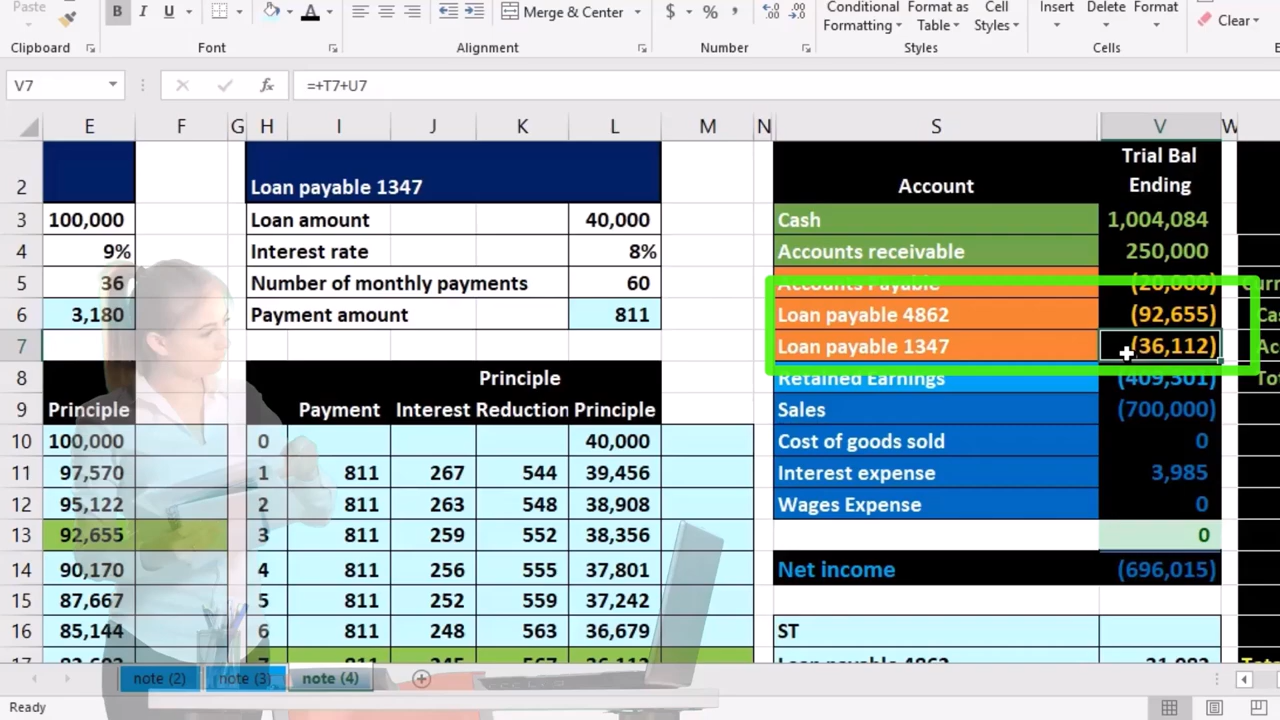 Paste
B I U A
Merge & Center
$ % ,
Conditional Formatting
Format as Table
Cell Styles
Insert Delete Format
Clear
Clipboard Font Alignment Number Styles Cells
V7 fx =+T7+U7
E F G H I J K L M N S V W
2 Loan payable 1347 Account Trial Bal Ending
3 100,000 Loan amount 40,000 Cash 1,004,084
4 9% Interest rate 8% Accounts receivable 250,000
5 36 Number of monthly payments 60 Accounts Payable (20,000)
6 3,180 Payment amount 811 Loan payable 4862 (92,655)
7 Loan payable 1347 (36,112)
8 Principle Retained Earnings (409,301)
9 Principle Payment Interest Reduction Principle Sales (700,000)
10 100,000 0 40,000 Cost of goods sold 0
11 97,570 1 811 267 544 39,456 Interest expense 3,985
12 95,122 2 811 263 548 38,908 Wages Expense 0
13 92,655 3 811 259 552 38,356 0
14 90,170 4 811 256 555 37,801 Net income (696,015)
15 87,667 5 811 252 559 37,242
16 85,144 6 811 248 563 36,679 ST
note (2) note (3) note (4)
Ready